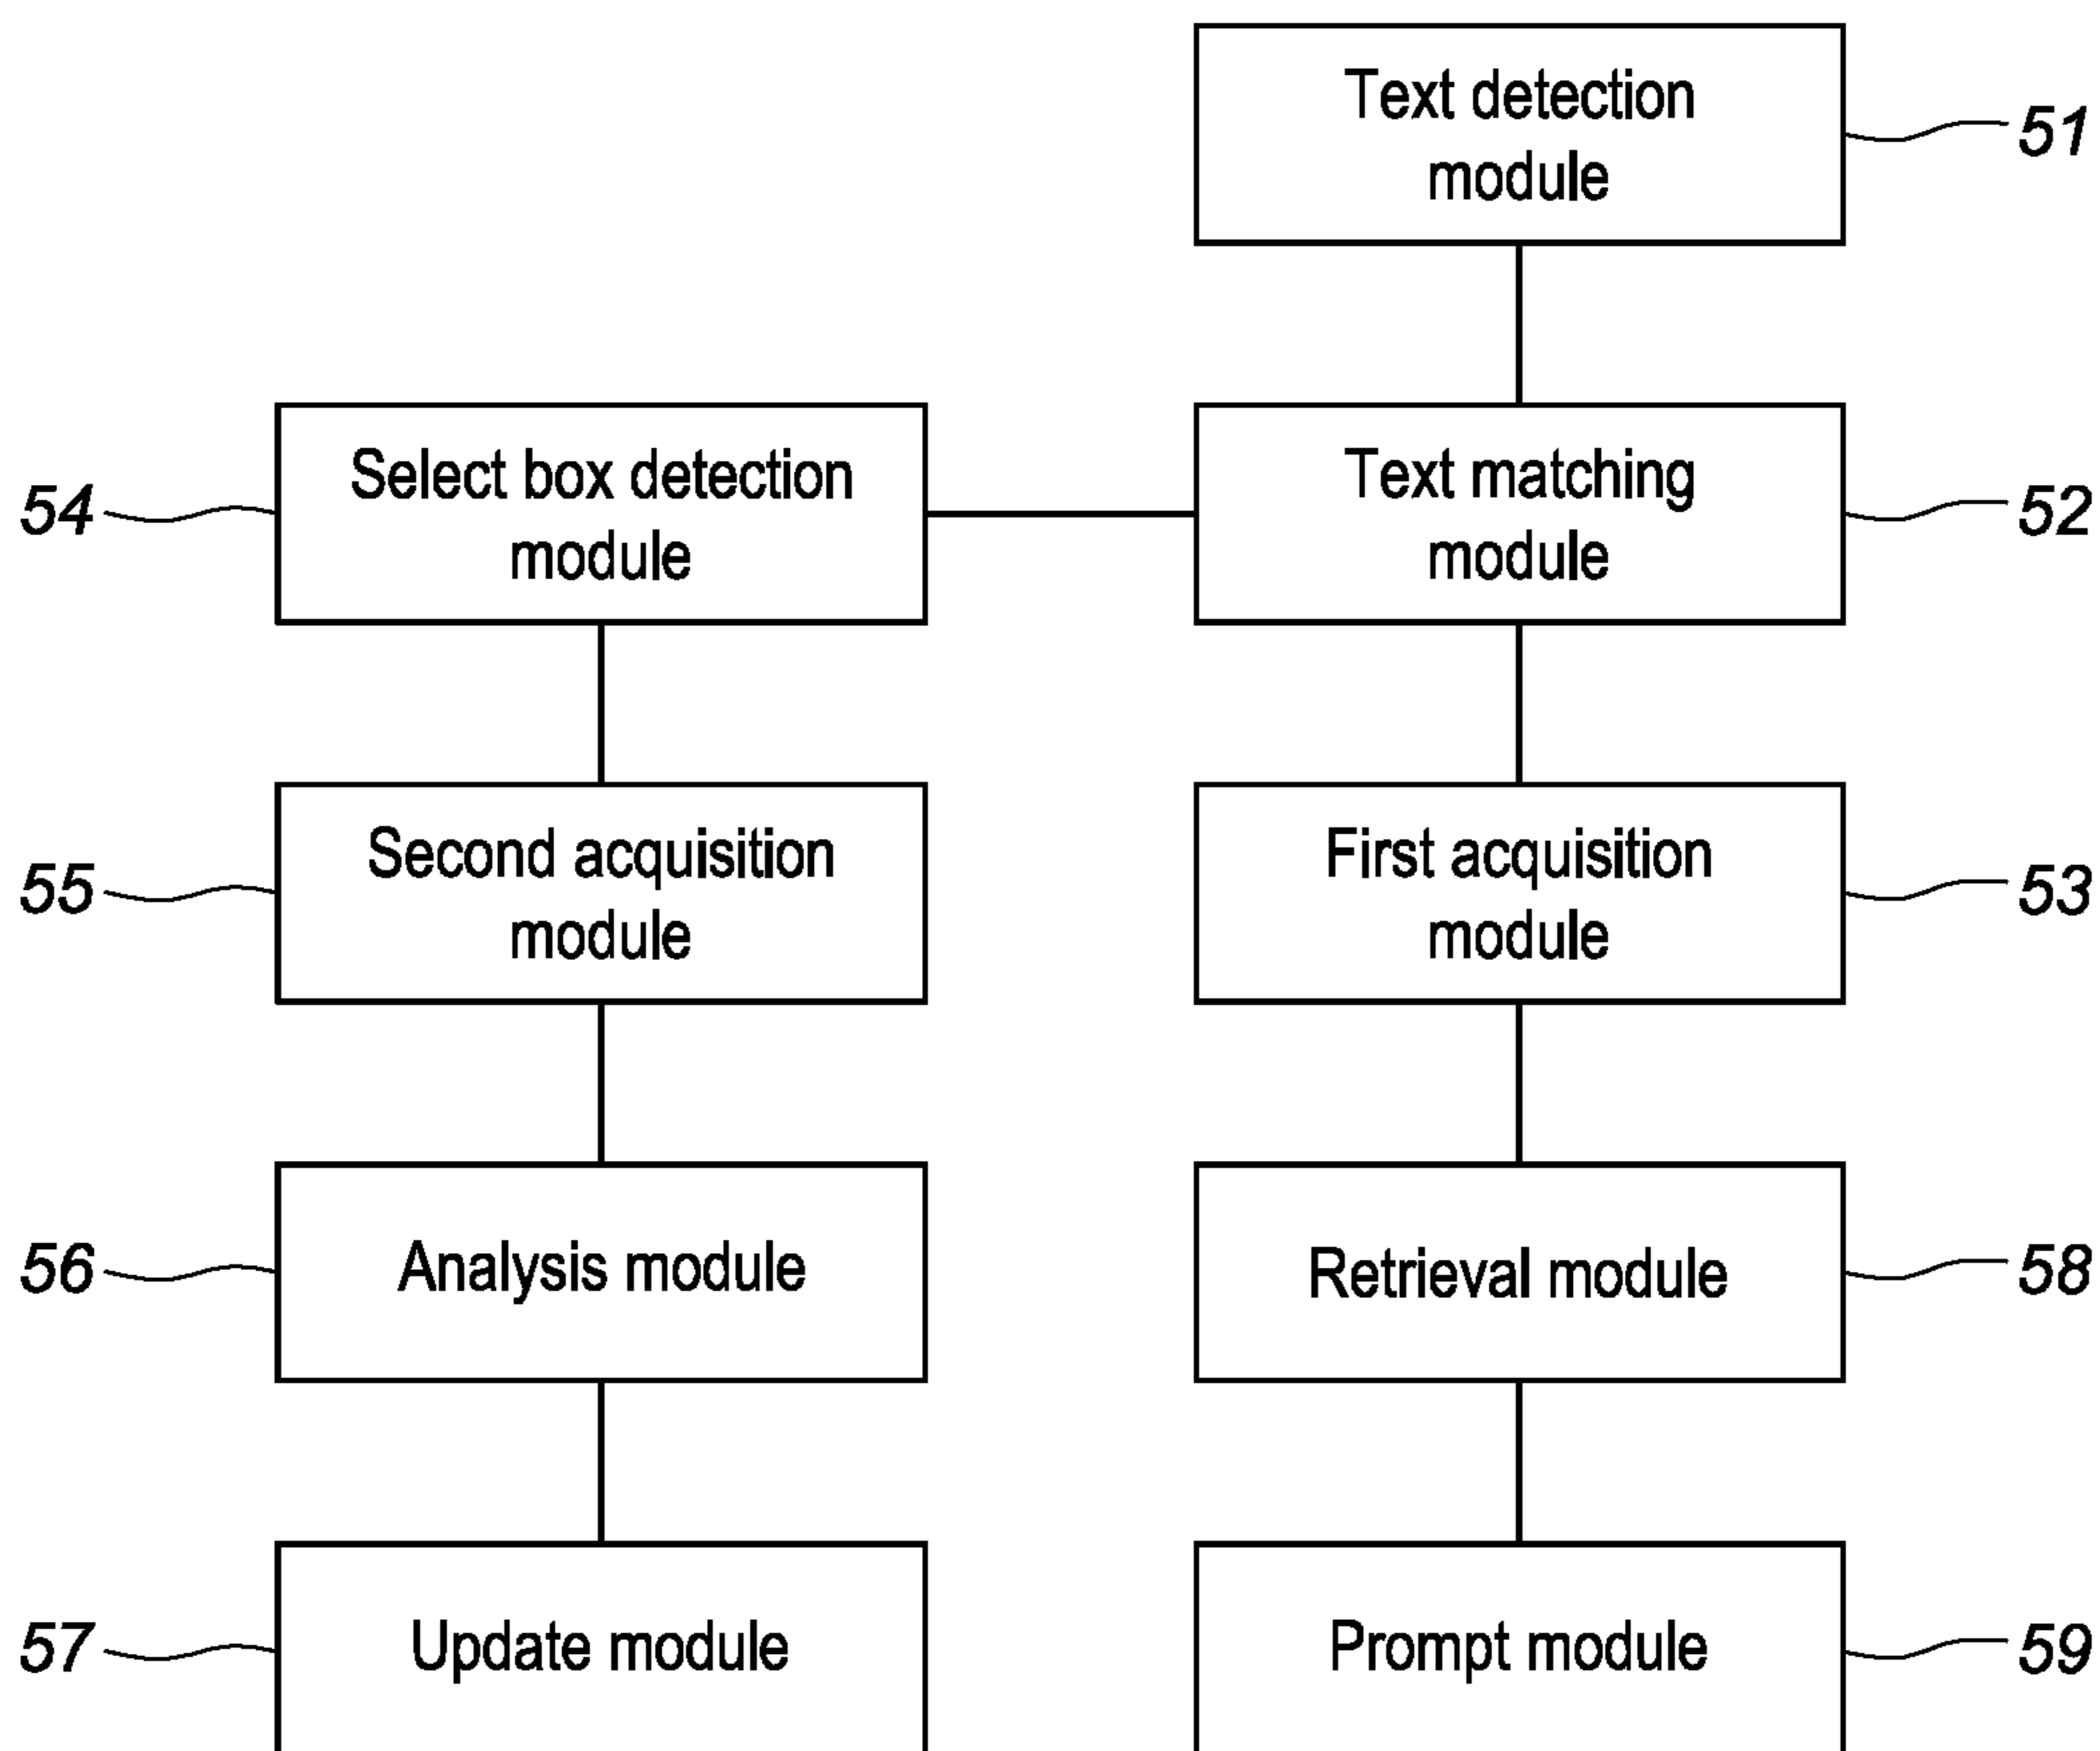 Text detection
module
51
54
Select box detection
module
Text matching
module
52
55
Second acquisition
module
First acquisition
module
53
56
Analysis module
Retrieval module
58
57
Update module
Prompt module
59